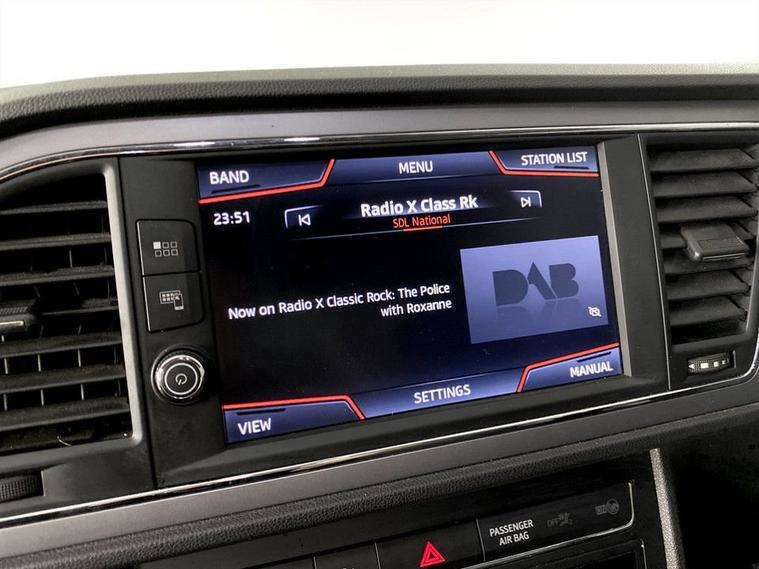 BAND
MENU
STATION LIST
23:51
Radio X Class Rk
SDL National
DAB
Now on Radio X Classic Rock: The Police
with Roxanne
VIEW
SETTINGS
MANUAL
PASSENGER
AIR BAG
OFF